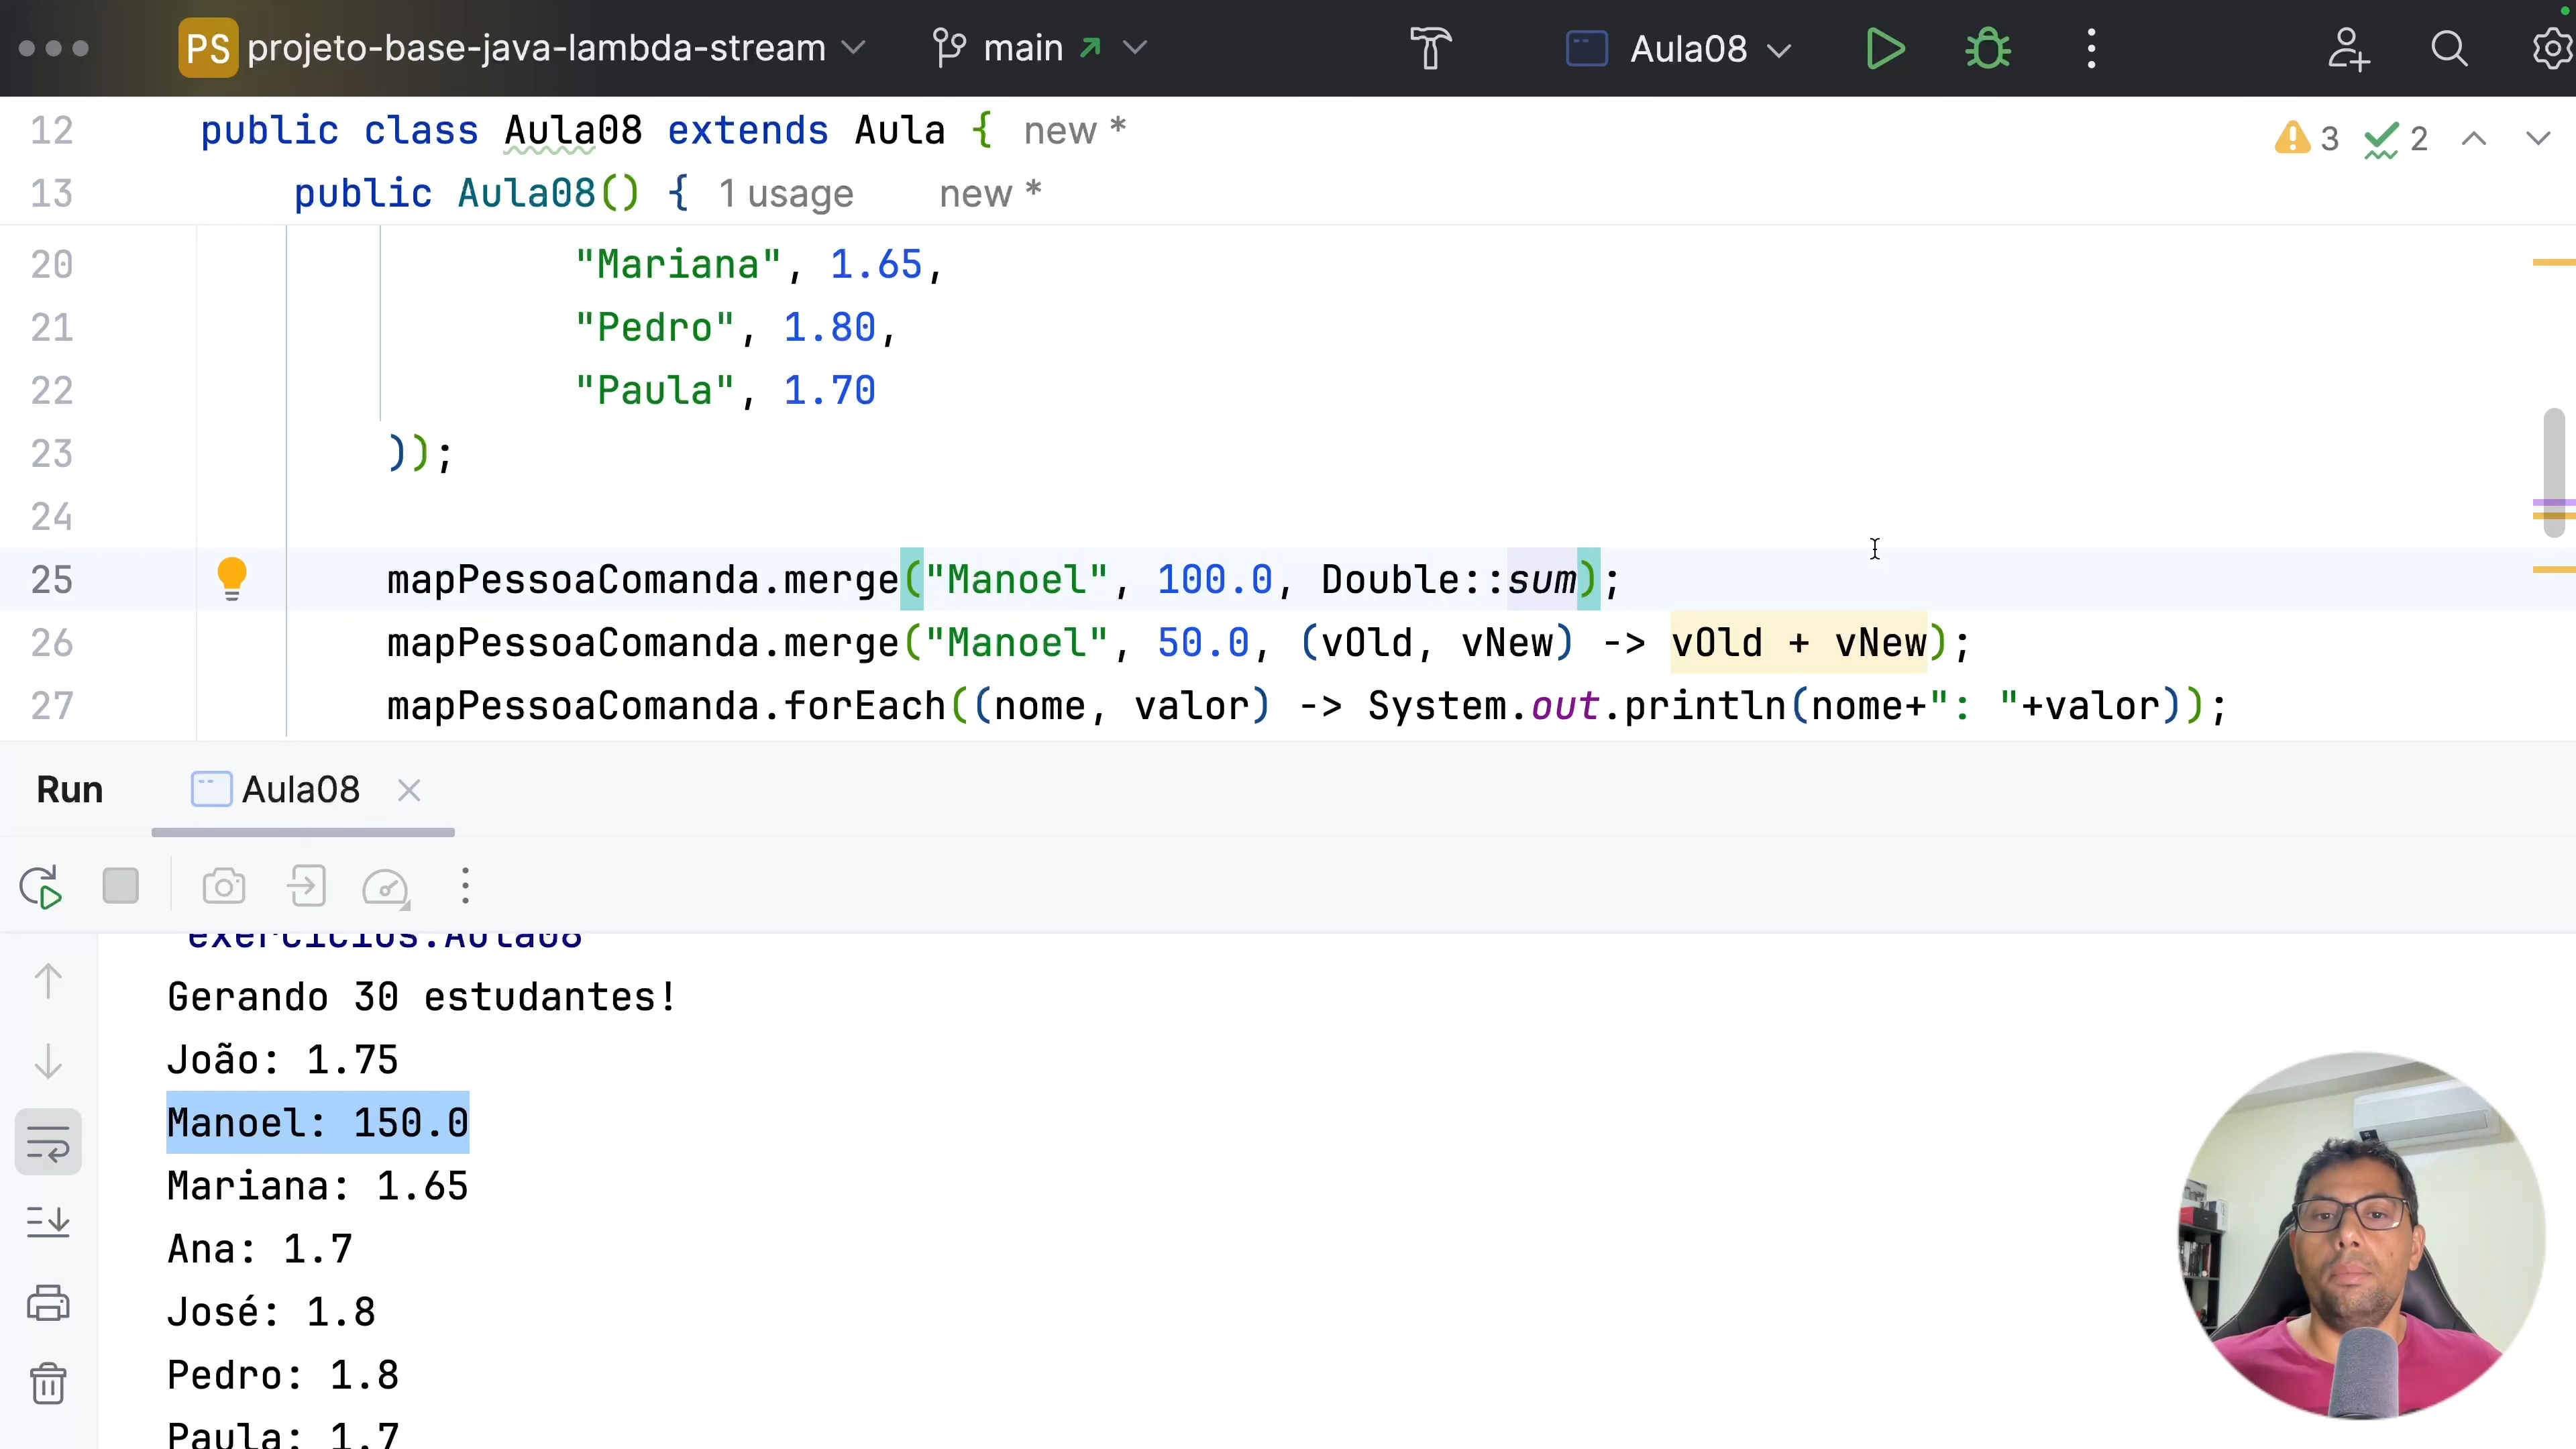 PS projeto-base-java-lambda-stream main Aula08
12 public class Aula08 extends Aula { new *
3 2
13 public Aula08() { 1 usage new *
20 "Mariana", 1.65,
21 "Pedro", 1.80,
22 "Paula", 1.70
23 ));
24
25 mapPessoaComanda.merge("Manoel", 100.0, Double::sum);
26 mapPessoaComanda.merge("Manoel", 50.0, (vOld, vNew) -> vOld + vNew);
27 mapPessoaComanda.forEach((nome, valor) -> System.out.println(nome+": "+valor));
Run Aula08
exercicios.Aula08
Gerando 30 estudantes!
João: 1.75
Manoel: 150.0
Mariana: 1.65
Ana: 1.7
José: 1.8
Pedro: 1.8
Paula: 1.7